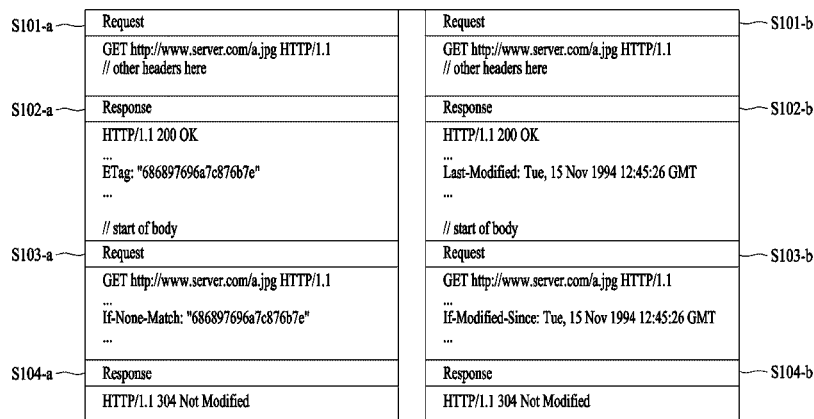 S101-a
Request
GET http://www.server.com/a.jpg HTTP/1.1
// other headers here
S102-a
Response
HTTP/1.1 200 OK
...
ETag: "686897696a7c876b7e"
...
// start of body
S103-a
Request
GET http://www.server.com/a.jpg HTTP/1.1
...
If-None-Match: "686897696a7c876b7e"
...
S104-a
Response
HTTP/1.1 304 Not Modified
Request
S101-b
GET http://www.server.com/a.jpg HTTP/1.1
// other headers here
Response
S102-b
HTTP/1.1 200 OK
...
Last-Modified: Tue, 15 Nov 1994 12:45:26 GMT
...
// start of body
Request
S103-b
GET http://www.server.com/a.jpg HTTP/1.1
...
If-Modified-Since: Tue, 15 Nov 1994 12:45:26 GMT
...
Response
S104-b
HTTP/1.1 304 Not Modified